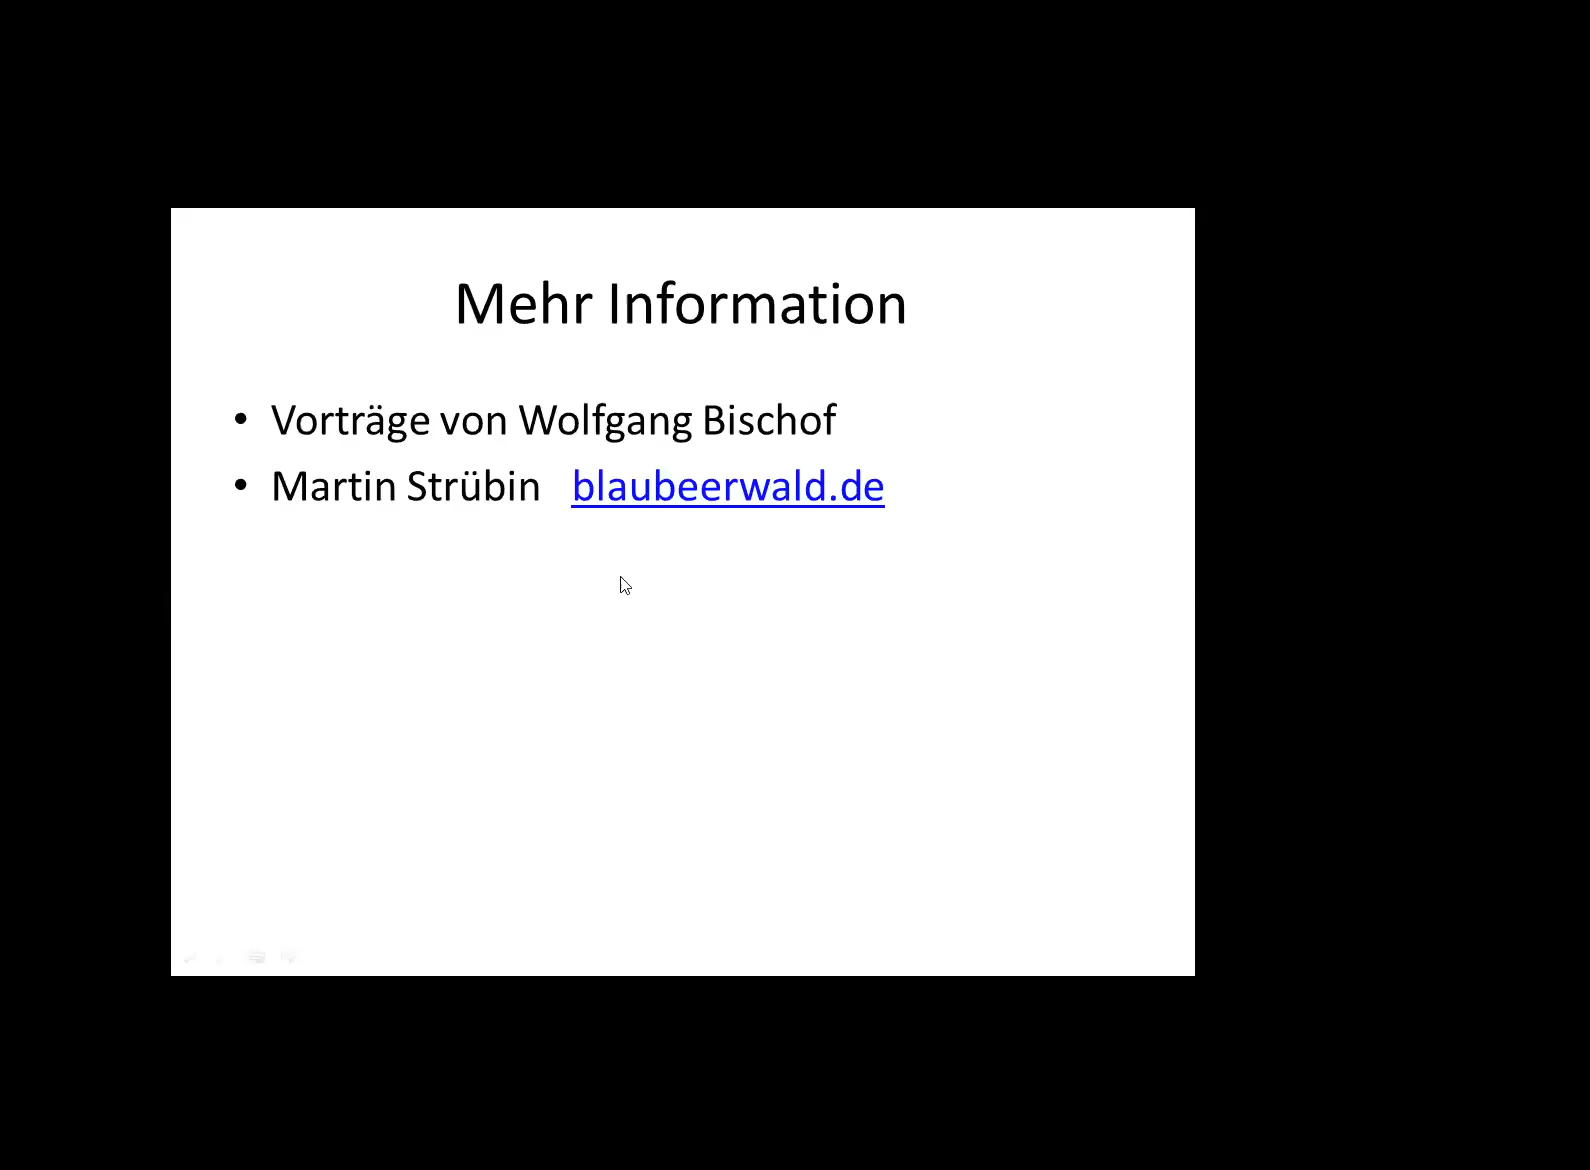 Mehr Information
• Vorträge von Wolfgang Bischof
• Martin Strübin blaubeerwald.de